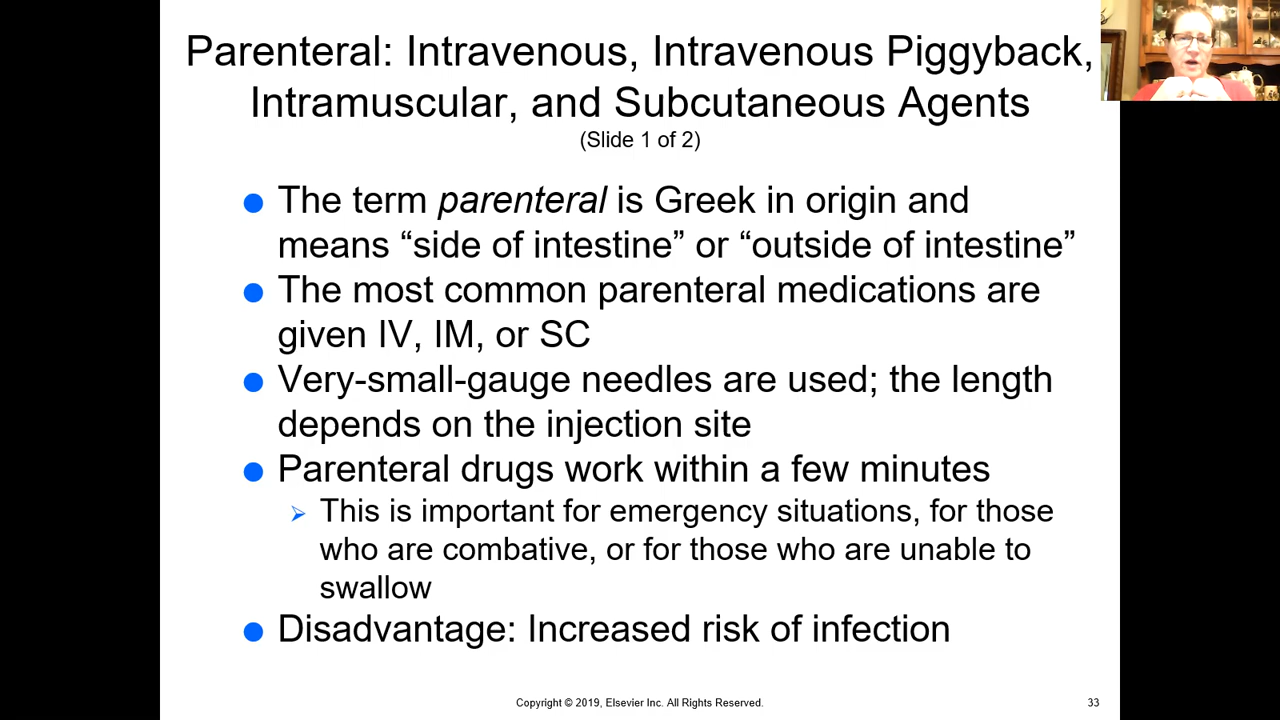 Parenteral: Intravenous, Intravenous Piggyback,
Intramuscular, and Subcutaneous Agents
(Slide 1 of 2)
The term parenteral is Greek in origin and
means “side of intestine” or “outside of intestine”
The most common parenteral medications are
given IV, IM, or SC
Very-small-gauge needles are used; the length
depends on the injection site
Parenteral drugs work within a few minutes
This is important for emergency situations, for those
who are combative, or for those who are unable to
swallow
Disadvantage: Increased risk of infection
Copyright © 2019, Elsevier Inc. All Rights Reserved.
33